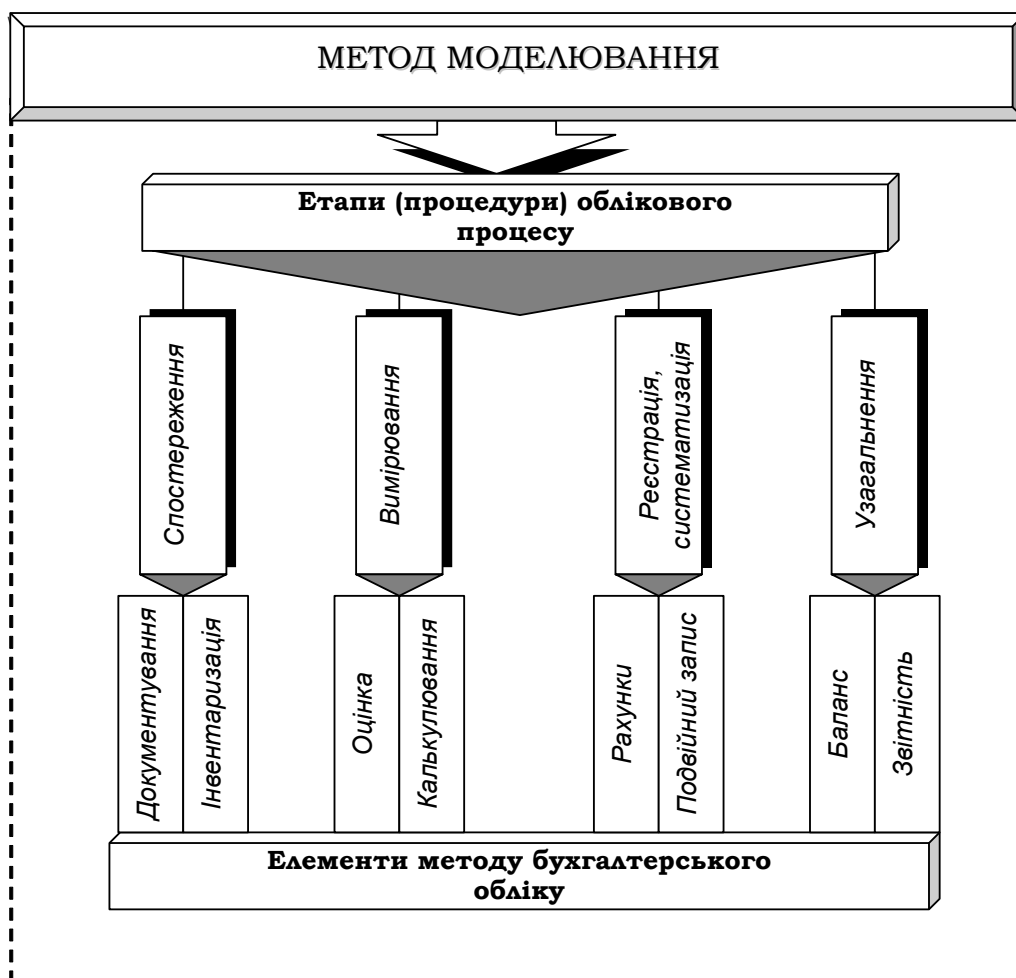 МЕТОД МОДЕЛЮВАННЯ
Етапи (процедури) облікового
процесу
Спостереження
Вимірювання
Реєстрація,
систематизація
Узагальнення
Документування
Інвентаризація
Оцінка
Калькулювання
Рахунки
Подвійний запис
Баланс
Звітність
Елементи методу бухгалтерського
обліку